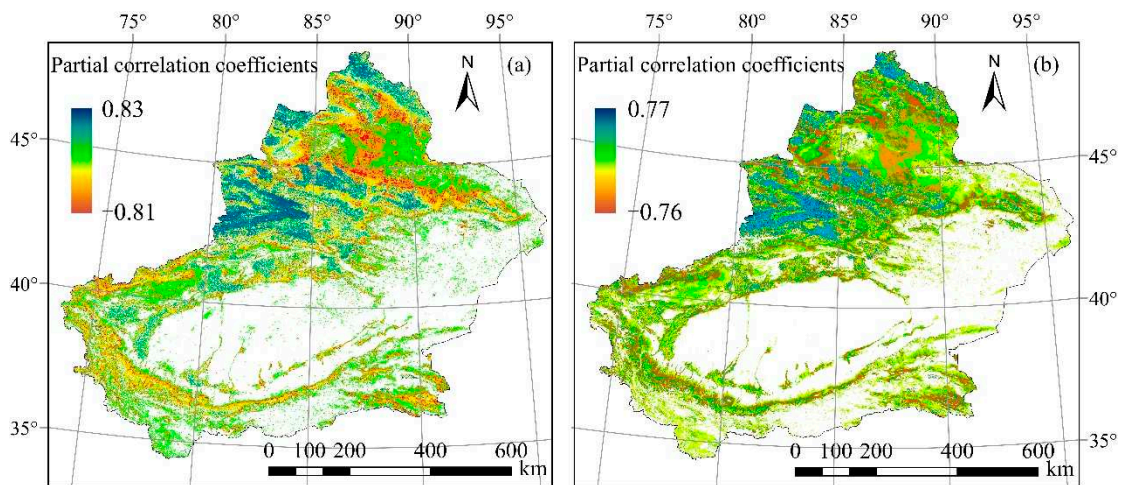 75° 80° 85° 90° 95° 75° 80° 85° 90° 95°
Partial correlation coefficients N (a) Partial correlation coefficients N (b)
0.83 0.77
45° 45°
−0.81 −0.76
40° 40°
35° 35°
0 100 200 400 600 0 100 200 400 600
km km